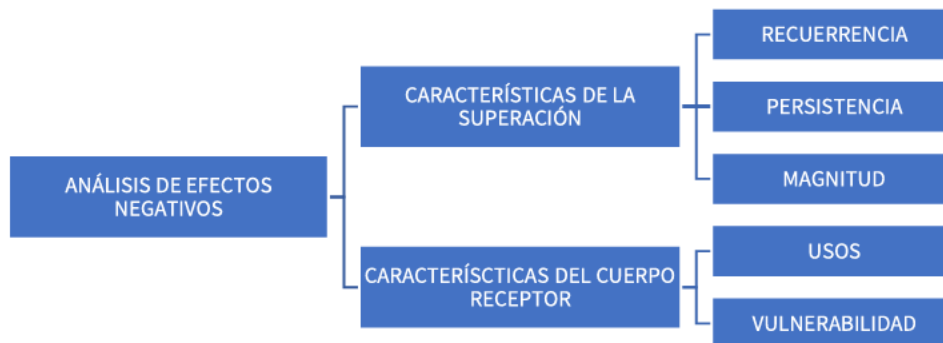 ANÁLISIS DE EFECTOS
NEGATIVOS
CARACTERÍSTICAS DE LA
SUPERACIÓN
RECUERRENCIA
PERSISTENCIA
MAGNITUD
CARACTERÍSCTICAS DEL CUERPO
RECEPTOR
USOS
VULNERABILIDAD